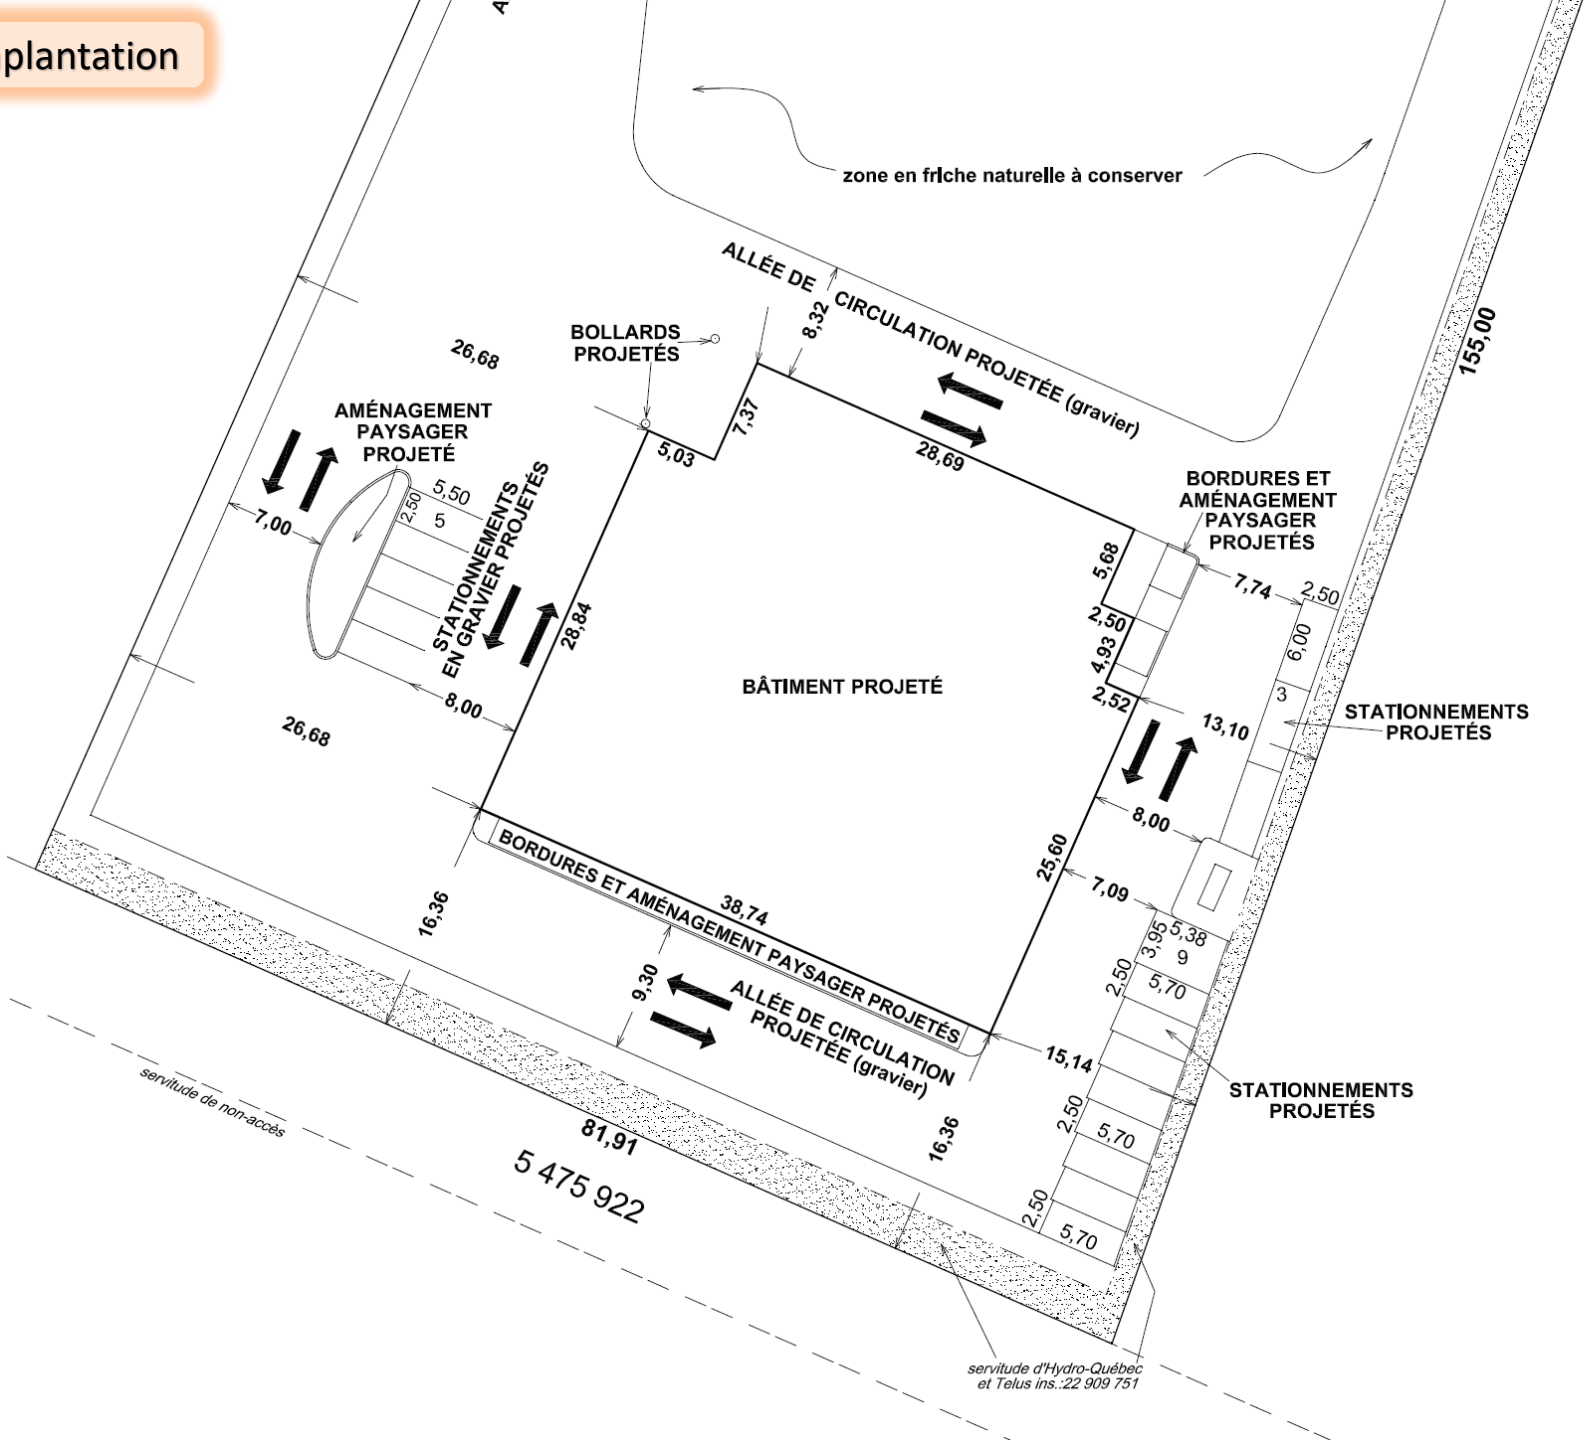 plantation
zone en friche naturelle à conserver
ALLÉE DE CIRCULATION PROJETÉE (gravier)
8,32
155,00
BOLLARDS
PROJETÉS
26,68
7,37
5,03
28,69
AMÉNAGEMENT
PAYSAGER
PROJETÉ
5,50
2,50
5
7,00
STATIONNEMENTS
EN GRAVIER PROJETÉS
BORDURES ET
AMÉNAGEMENT
PAYSAGER
PROJETÉS
5,68
7,74
2,50
6,00
3
2,50
4,93
2,52
28,84
BÂTIMENT PROJETÉ
8,00
26,68
13,10
STATIONNEMENTS
PROJETÉS
8,00
25,60
7,09
BORDURES ET AMÉNAGEMENT PAYSAGER PROJETÉS
38,74
16,36
9,30
ALLÉE DE CIRCULATION
PROJETÉE (gravier)
5,38
3,95
9
2,50
5,70
15,14
STATIONNEMENTS
PROJETÉS
2,50
5,70
16,36
2,50
5,70
servitude de non-accès
81,91
5 475 922
servitude d'Hydro-Québec
et Telus ins.:22 909 751